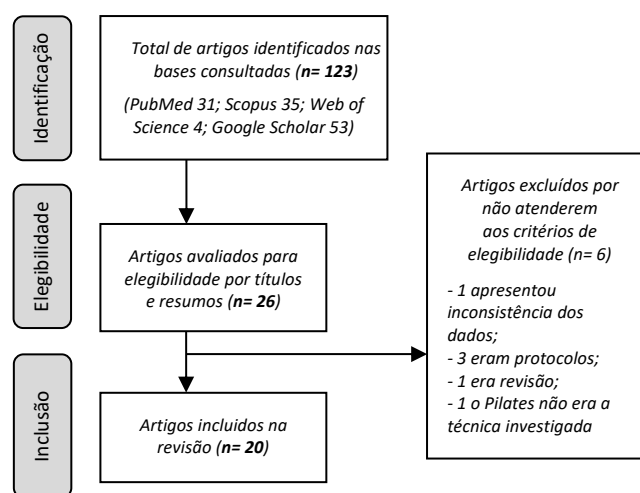 Identificação
Total de artigos identificados nas
bases consultadas (n= 123)
(PubMed 31; Scopus 35; Web of
Science 4; Google Scholar 53)
Elegibilidade
Artigos avaliados para
elegibilidade por títulos
e resumos (n= 26)
Artigos excluídos por
não atenderem
aos critérios de
elegibilidade (n= 6)
- 1 apresentou
inconsistência dos
dados;
- 3 eram protocolos;
- 1 era revisão;
- 1 o Pilates não era a
técnica investigada
Inclusão
Artigos incluidos na
revisão (n= 20)